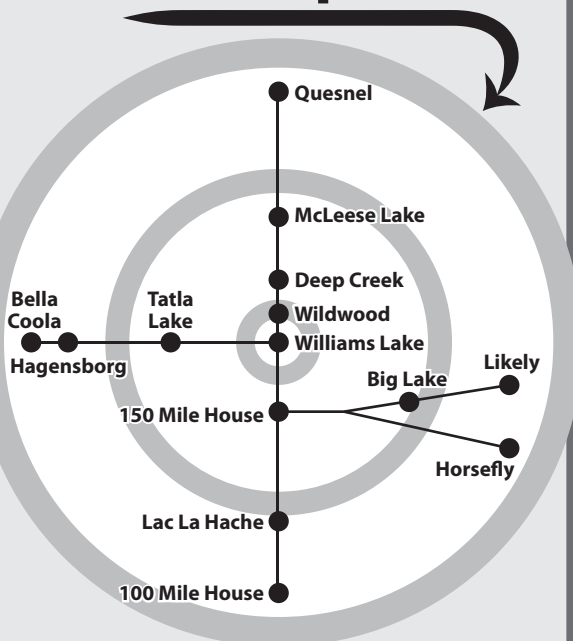 Quesnel
McLeese Lake
Deep Creek
Wildwood
Williams Lake
Bella
Coola
Tatla
Lake
Hagensborg
Big Lake
Likely
150 Mile House
Horsefly
Lac La Hache
100 Mile House